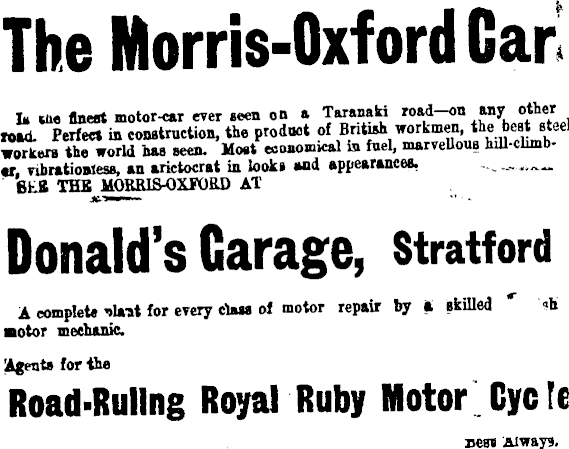 The Morris-Oxford Car
Is the finest motor-car ever seen on a Taranaki road—on any other
road. Perfect in construction, the product of British workmen, the best steel
workers the world has seen. Most economical in fuel, marvellous hill-climb-
er, vibrationless, an arictocrat in looks and appearances.
SEE THE MORRIS-OXFORD AT
Donald's Garage, Stratford
A complete plant for every class of motor repair by a skilled
motor mechanic.
Agents for the
Road-Ruling Royal Ruby Motor Cycle
Best Always.